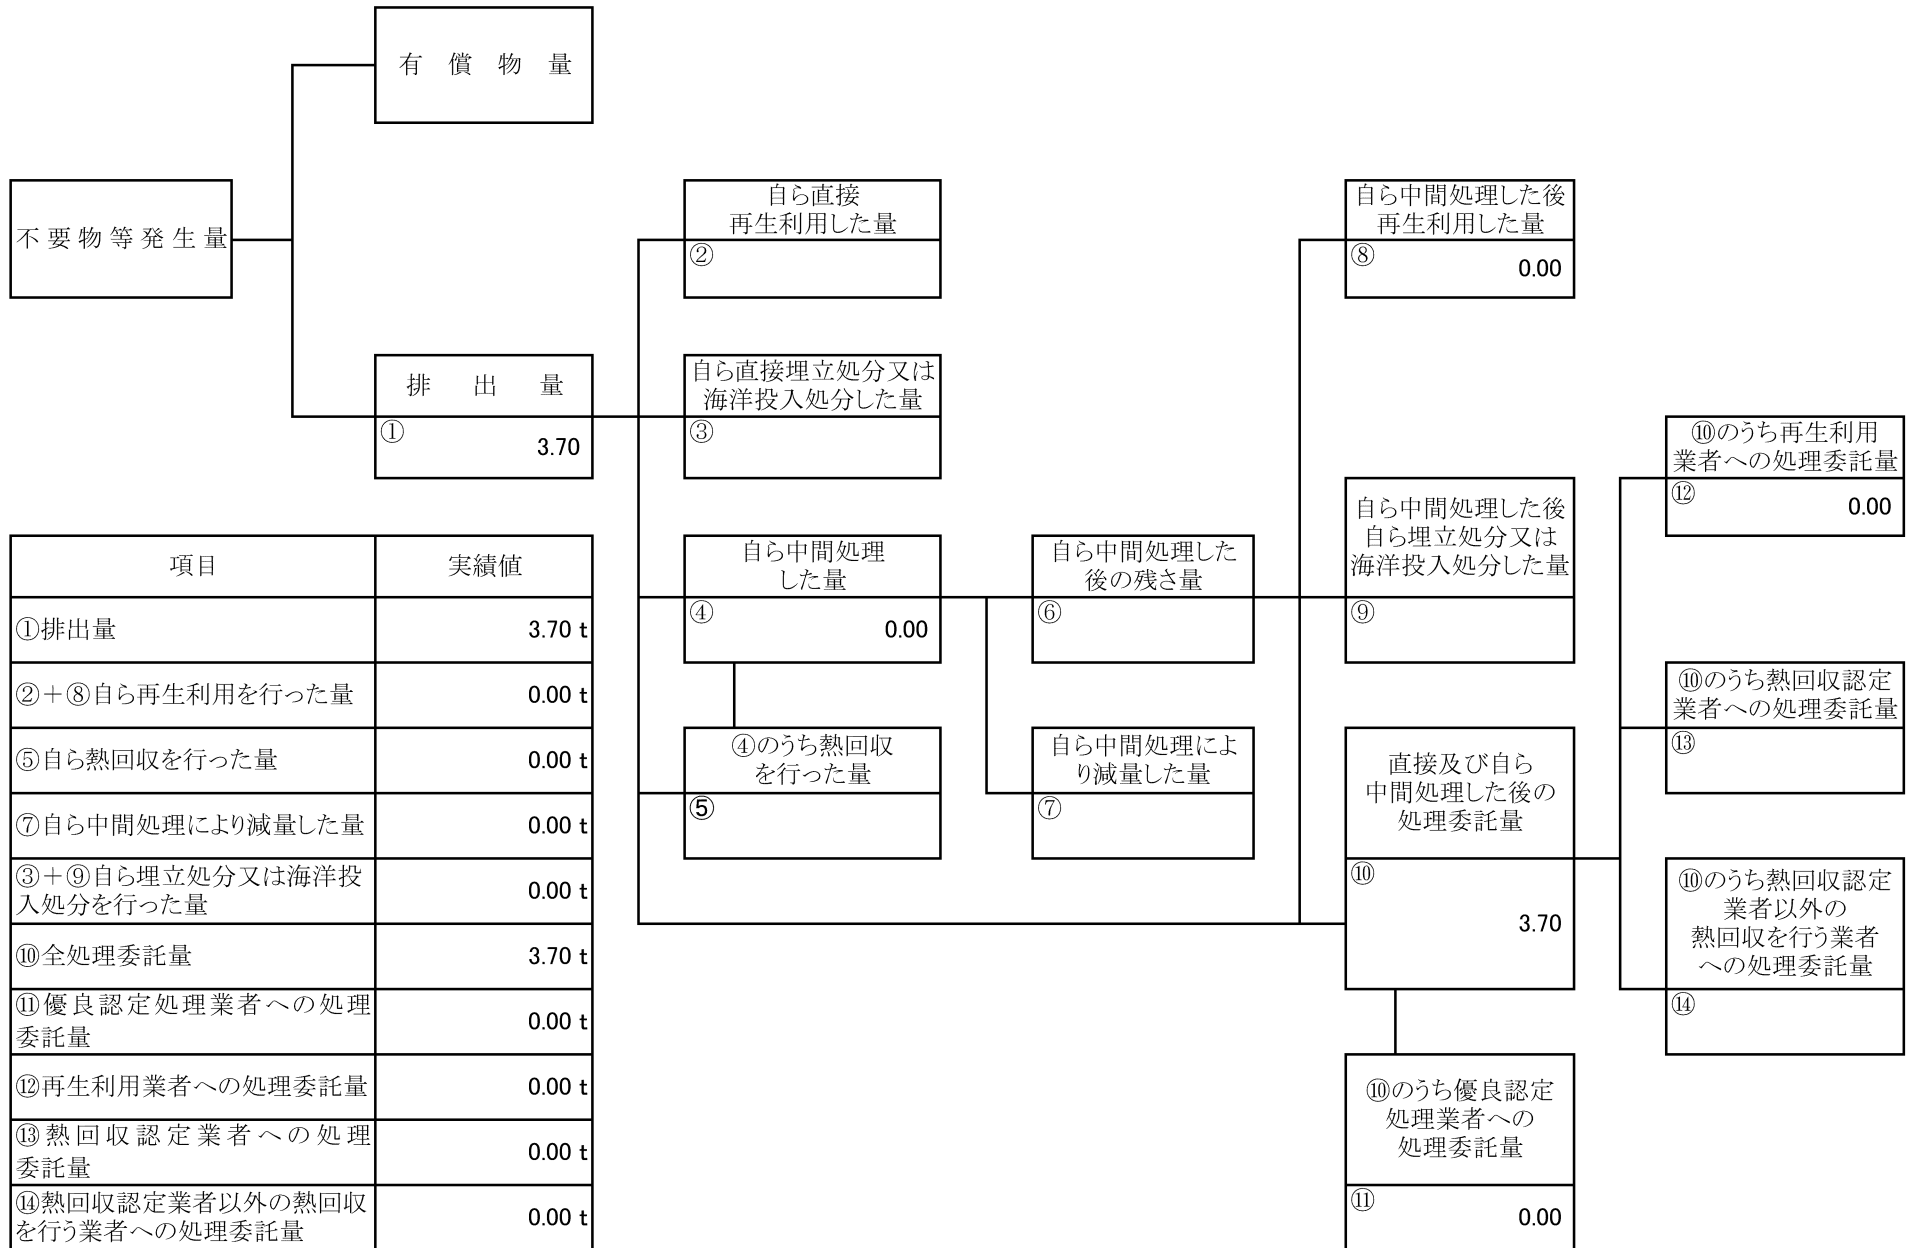 有償物量
不要物等発生量
排出量
①
3.70
自ら直接
再生利用した量
②
自ら直接埋立処分又は
海洋投入処分した量
③
自ら中間処理
した量
④
0.00
④のうち熱回収
を行った量
⑤
自ら中間処理した
後の残さ量
⑥
自ら中間処理によ
り減量した量
⑦
自ら中間処理した後
再生利用した量
⑧
0.00
自ら中間処理した後
自ら埋立処分又は
海洋投入処分した量
⑨
直接及び自ら
中間処理した後の
処理委託量
⑩
3.70
⑩のうち優良認定
処理業者への
処理委託量
⑪
0.00
⑩のうち再生利用
業者への処理委託量
⑫
0.00
⑩のうち熱回収認定
業者への処理委託量
⑬
⑩のうち熱回収認定
業者以外の
熱回収を行う業者
への処理委託量
⑭
項目 実績値
①排出量 3.70 t
②＋⑧自ら再生利用を行った量 0.00 t
⑤自ら熱回収を行った量 0.00 t
⑦自ら中間処理により減量した量 0.00 t
③＋⑨自ら埋立処分又は海洋投
入処分を行った量 0.00 t
⑩全処理委託量 3.70 t
⑪優良認定処理業者への処理
委託量 0.00 t
⑫再生利用業者への処理委託量 0.00 t
⑬熱回収認定業者への処理
委託量 0.00 t
⑭熱回収認定業者以外の熱回収
を行う業者への処理委託量 0.00 t